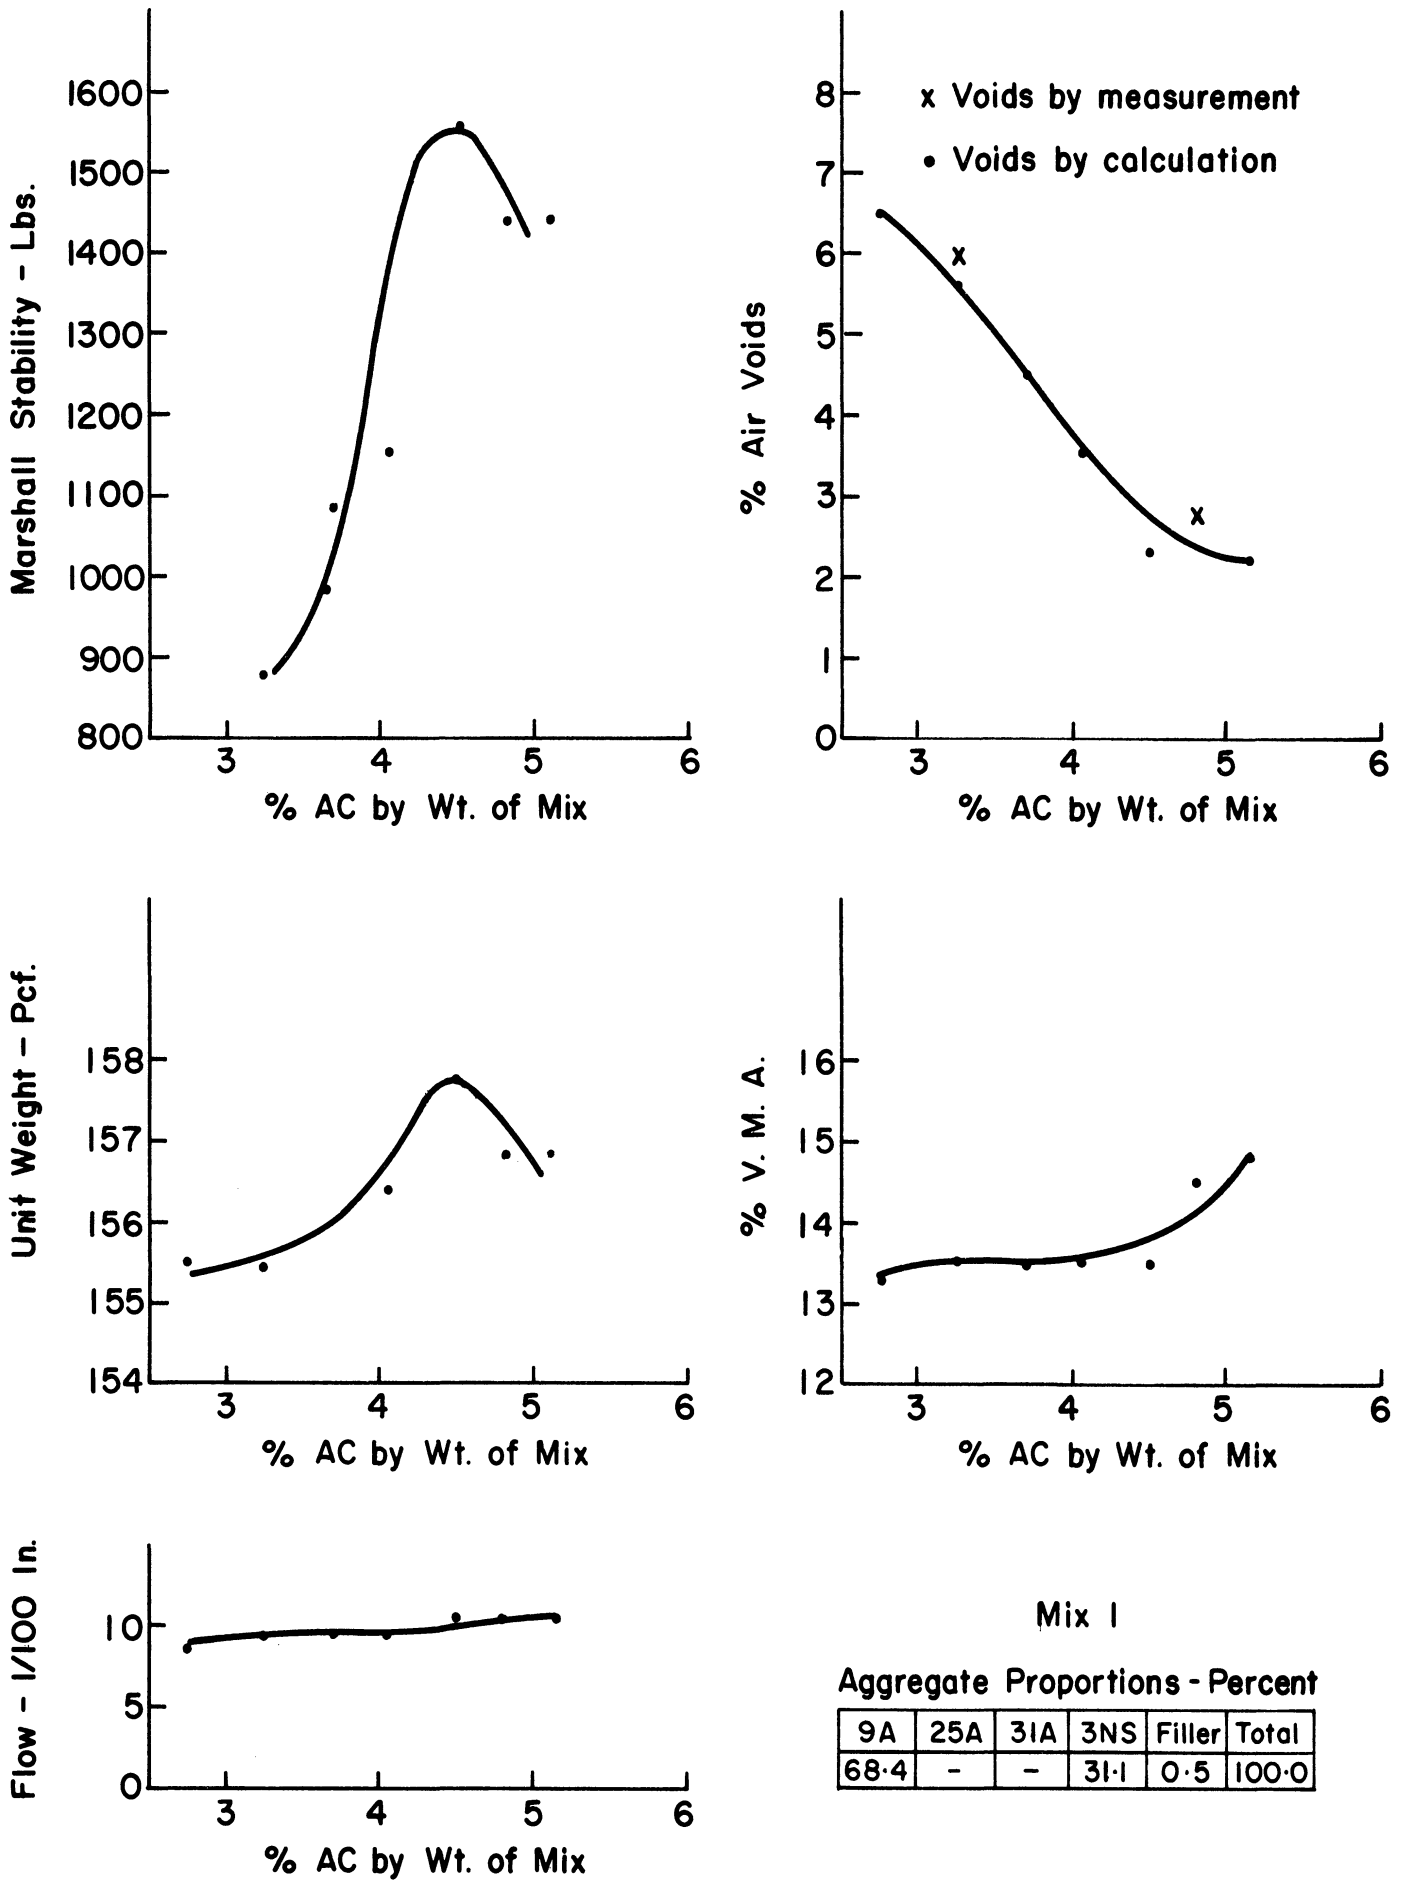 Marshall Stability - Lbs.
1600
1500
1400
1300
1200
1100
1000
900
800
3 4 5 6
% AC by Wt. of Mix
x Voids by measurement
• Voids by calculation
% Air Voids
8
7
6
5
4
3
2
1
0
3 4 5 6
% AC by Wt. of Mix
Unit Weight - Pcf.
158
157
156
155
154
3 4 5 6
% AC by Wt. of Mix
% V. M. A.
16
15
14
13
12
3 4 5 6
% AC by Wt. of Mix
Flow - 1/100 In.
10
5
0
3 4 5 6
% AC by Wt. of Mix
Mix 1
Aggregate Proportions - Percent
9A 25A 31A 3NS Filler Total
68.4 - - 31.1 0.5 100.0